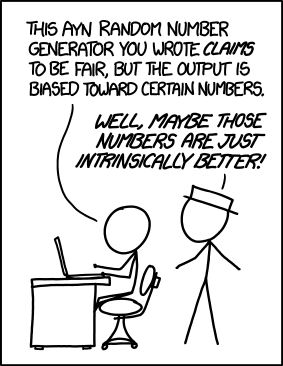 THIS AYN RANDOM NUMBER
GENERATOR YOU WROTE CLAIMS
TO BE FAIR, BUT THE OUTPUT IS
BIASED TOWARD CERTAIN NUMBERS.
WELL, MAYBE THOSE
NUMBERS ARE JUST
INTRINSICALLY BETTER!